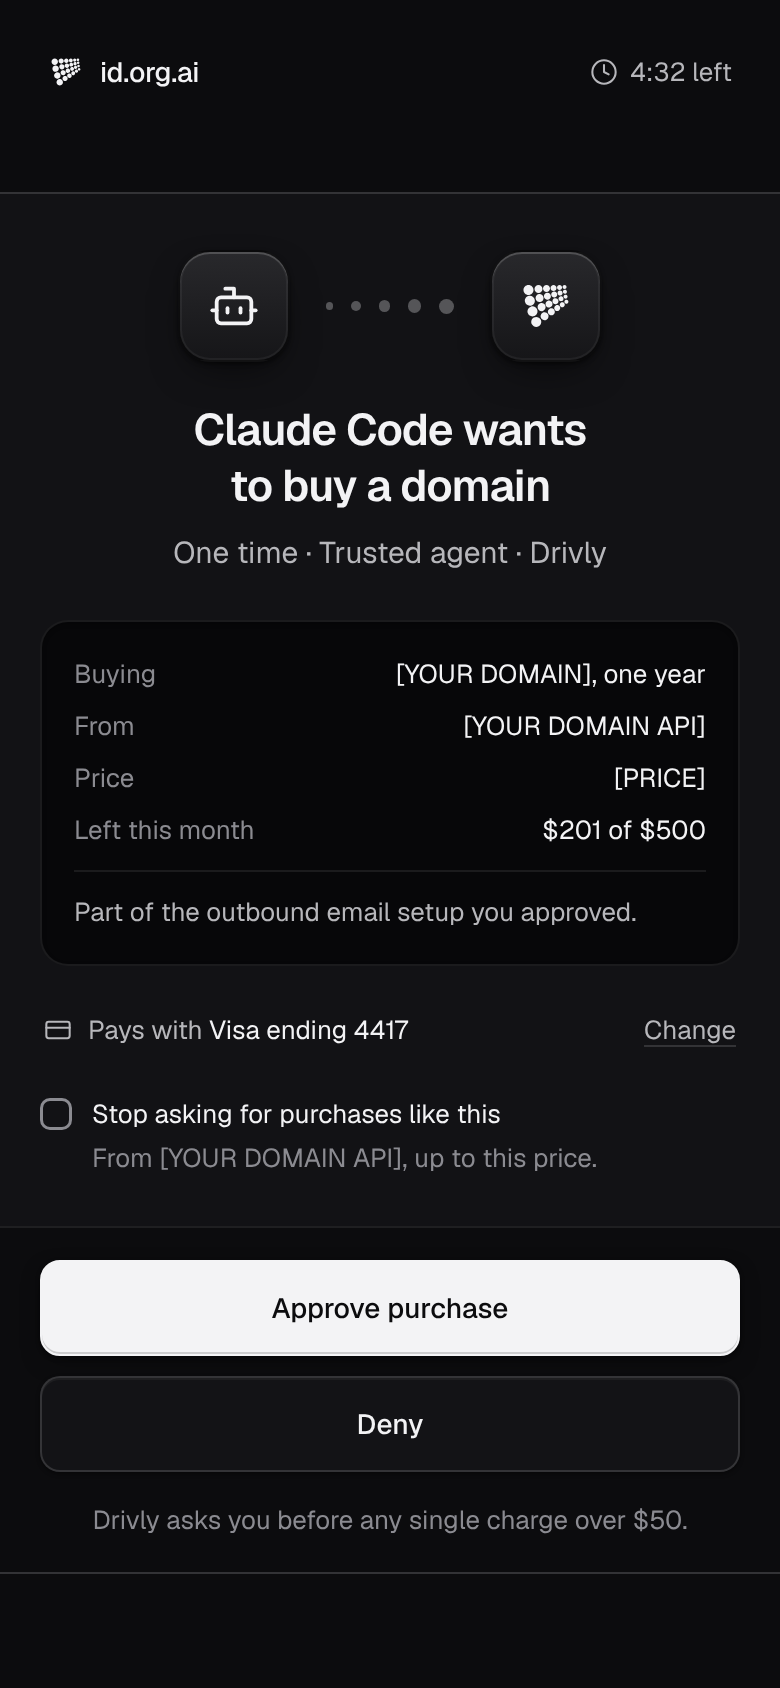 id.org.ai
4:32 left
Claude Code wants
to buy a domain
One time · Trusted agent · Drivly
Buying [YOUR DOMAIN], one year
From [YOUR DOMAIN API]
Price [PRICE]
Left this month $201 of $500
Part of the outbound email setup you approved.
Pays with Visa ending 4417 Change
Stop asking for purchases like this
From [YOUR DOMAIN API], up to this price.
Approve purchase
Deny
Drivly asks you before any single charge over $50.